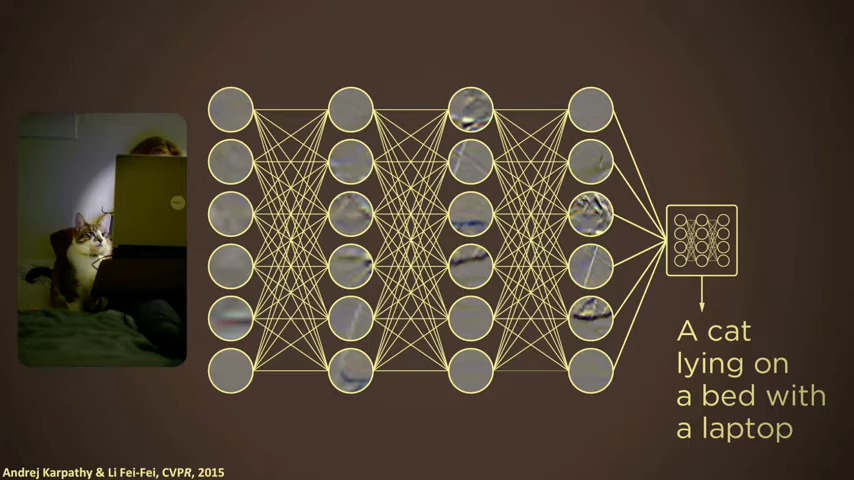 A cat
lying on
a bed with
a laptop
Andrej Karpathy & Li Fei-Fei, CVPR, 2015